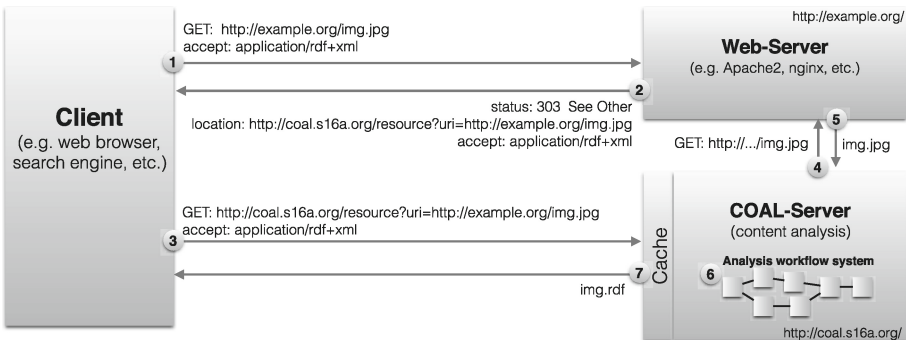 Client
(e.g. web browser,
search engine, etc.)
GET: http://example.org/img.jpg
accept: application/rdf+xml
1
2
status: 303 See Other
location: http://coal.s16a.org/resource?uri=http://example.org/img.jpg
accept: application/rdf+xml
http://example.org/
Web-Server
(e.g. Apache2, nginx, etc.)
5
GET: http://.../img.jpg
img.jpg
4
GET: http://coal.s16a.org/resource?uri=http://example.org/img.jpg
accept: application/rdf+xml
3
7
img.rdf
Cache
COAL-Server
(content analysis)
Analysis workflow system
6
http://coal.s16a.org/